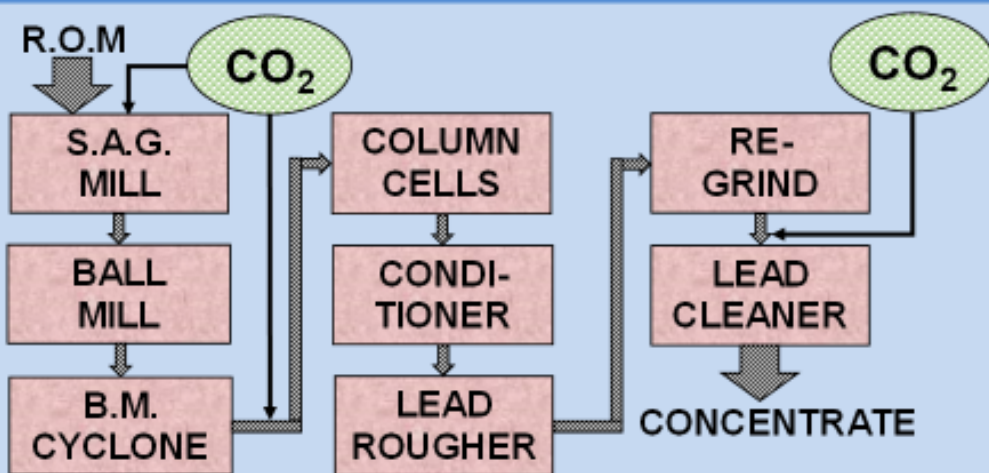 R.O.M
CO₂
CO₂
S.A.G.
MILL
COLUMN
CELLS
RE-
GRIND
BALL
MILL
CONDI-
TIONER
LEAD
CLEANER
B.M.
CYCLONE
LEAD
ROUGHER
CONCENTRATE